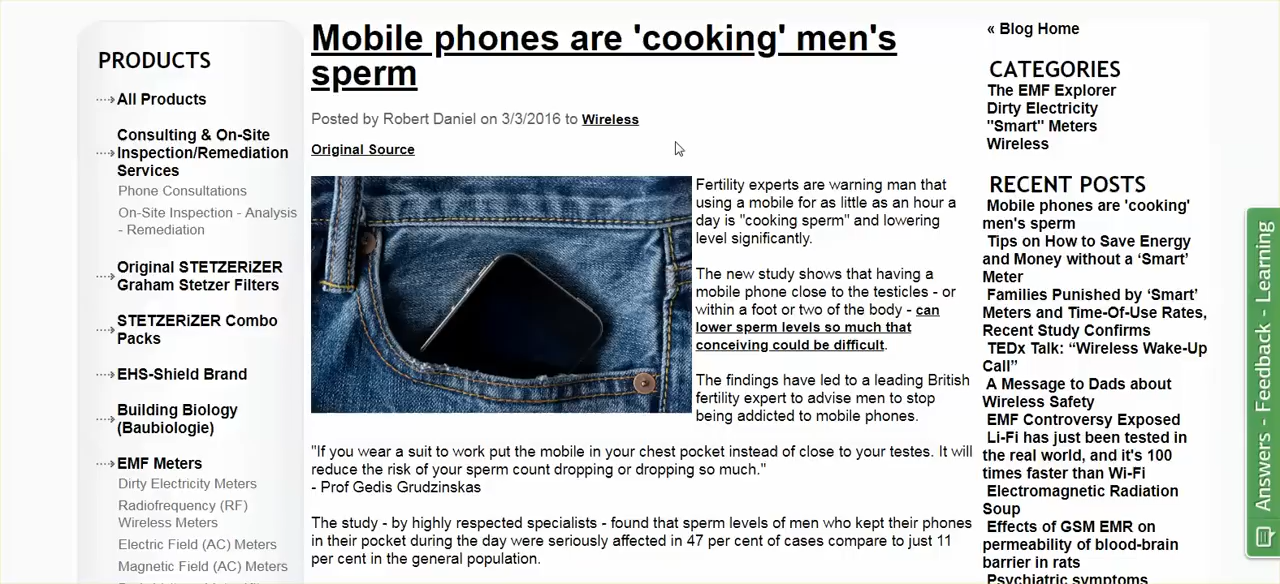 PRODUCTS
All Products
Consulting & On-Site
Inspection/Remediation
Services
Phone Consultations
On-Site Inspection - Analysis
- Remediation
Original STETZERiZER
Graham Stetzer Filters
STETZERiZER Combo
Packs
EHS-Shield Brand
Building Biology
(Baubiologie)
EMF Meters
Dirty Electricity Meters
Radiofrequency (RF)
Wireless Meters
Electric Field (AC) Meters
Magnetic Field (AC) Meters
Mobile phones are 'cooking' men's
sperm
Posted by Robert Daniel on 3/3/2016 to Wireless
Original Source
Fertility experts are warning man that
using a mobile for as little as an hour a
day is "cooking sperm" and lowering
level significantly.
The new study shows that having a
mobile phone close to the testicles - or
within a foot or two of the body - can
lower sperm levels so much that
conceiving could be difficult.
The findings have led to a leading British
fertility expert to advise men to stop
being addicted to mobile phones.
"If you wear a suit to work put the mobile in your chest pocket instead of close to your testes. It will
reduce the risk of your sperm count dropping or dropping so much."
- Prof Gedis Grudzinskas
The study - by highly respected specialists - found that sperm levels of men who kept their phones
in their pocket during the day were seriously affected in 47 per cent of cases compare to just 11
per cent in the general population.
« Blog Home
CATEGORIES
The EMF Explorer
Dirty Electricity
"Smart" Meters
Wireless
RECENT POSTS
Mobile phones are 'cooking'
men's sperm
Tips on How to Save Energy
and Money without a ‘Smart’
Meter
Families Punished by ‘Smart’
Meters and Time-Of-Use Rates,
Recent Study Confirms
TEDx Talk: “Wireless Wake-Up
Call”
A Message to Dads about
Wireless Safety
EMF Controversy Exposed
Li-Fi has just been tested in
the real world, and it's 100
times faster than Wi-Fi
Electromagnetic Radiation
Soup
Effects of GSM EMR on
permeability of blood-brain
barrier in rats
Psychiatric symptoms
Answers - Feedback - Learning